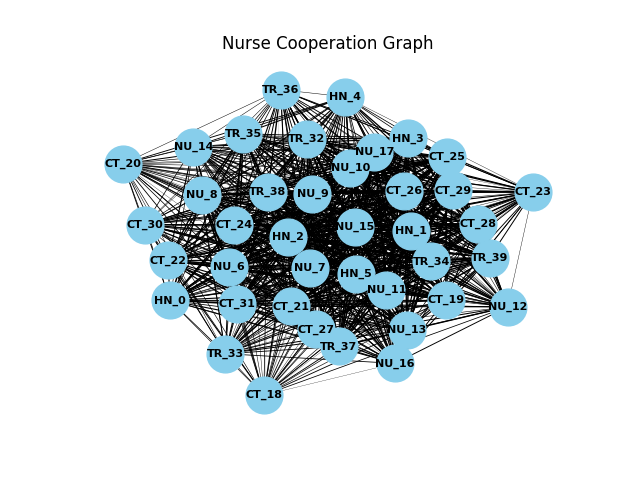 Nurse Cooperation Graph
TR_36
HN_4
TR_35
TR_32
HN_3
NU_14
NU_17
CT_25
CT_20
NU_10
NU_8
TR_38
NU_9
CT_26
CT_29
CT_23
CT_30
CT_24
HN_2
NU_15
HN_1
CT_28
CT_22
NU_6
NU_7
HN_5
TR_34
TR_39
HN_0
CT_31
CT_21
NU_11
CT_19
NU_12
CT_27
NU_13
TR_33
TR_37
NU_16
CT_18